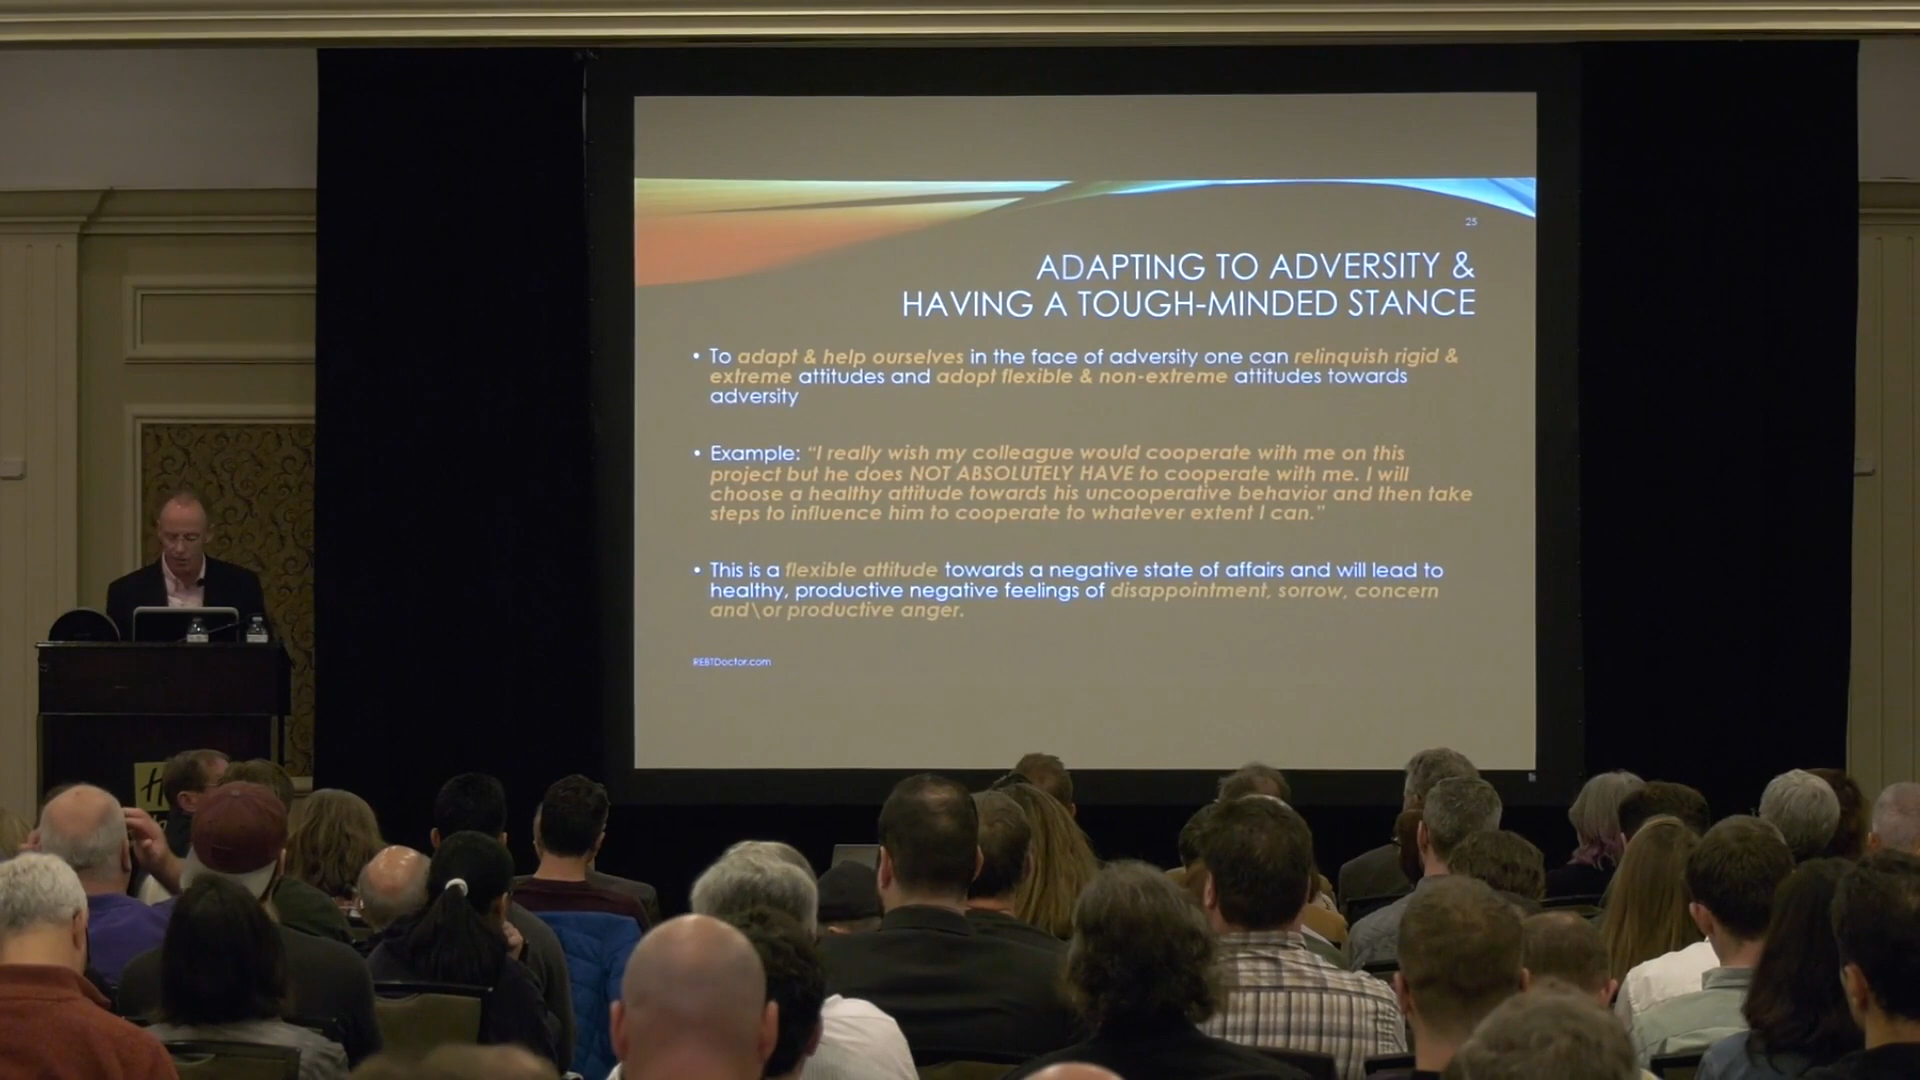 25
ADAPTING TO ADVERSITY &
HAVING A TOUGH-MINDED STANCE
• To adapt & help ourselves in the face of adversity one can relinquish rigid &
extreme attitudes and adopt flexible & non-extreme attitudes towards
adversity
• Example: "I really wish my colleague would cooperate with me on this
project but he does NOT ABSOLUTELY HAVE to cooperate with me. I will
choose a healthy attitude towards his uncooperative behavior and then take
steps to influence him to cooperate to whatever extent I can."
• This is a flexible attitude towards a negative state of affairs and will lead to
healthy, productive negative feelings of disappointment, sorrow, concern
and\or productive anger.
REBTDoctor.com